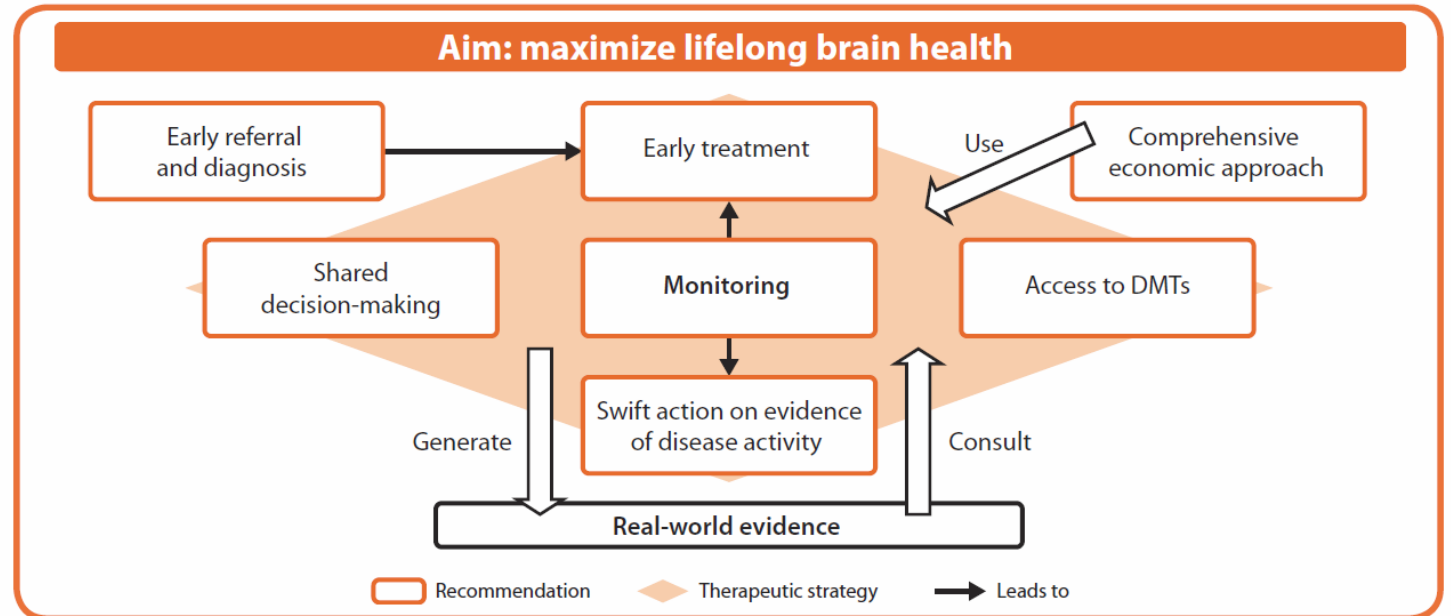 Aim: maximize lifelong brain health
Early referral
and diagnosis
Early treatment
Use
Comprehensive
economic approach
Shared
decision-making
Monitoring
Access to DMTs
Swift action on evidence
of disease activity
Generate
Consult
Real-world evidence
Recommendation
Therapeutic strategy
Leads to